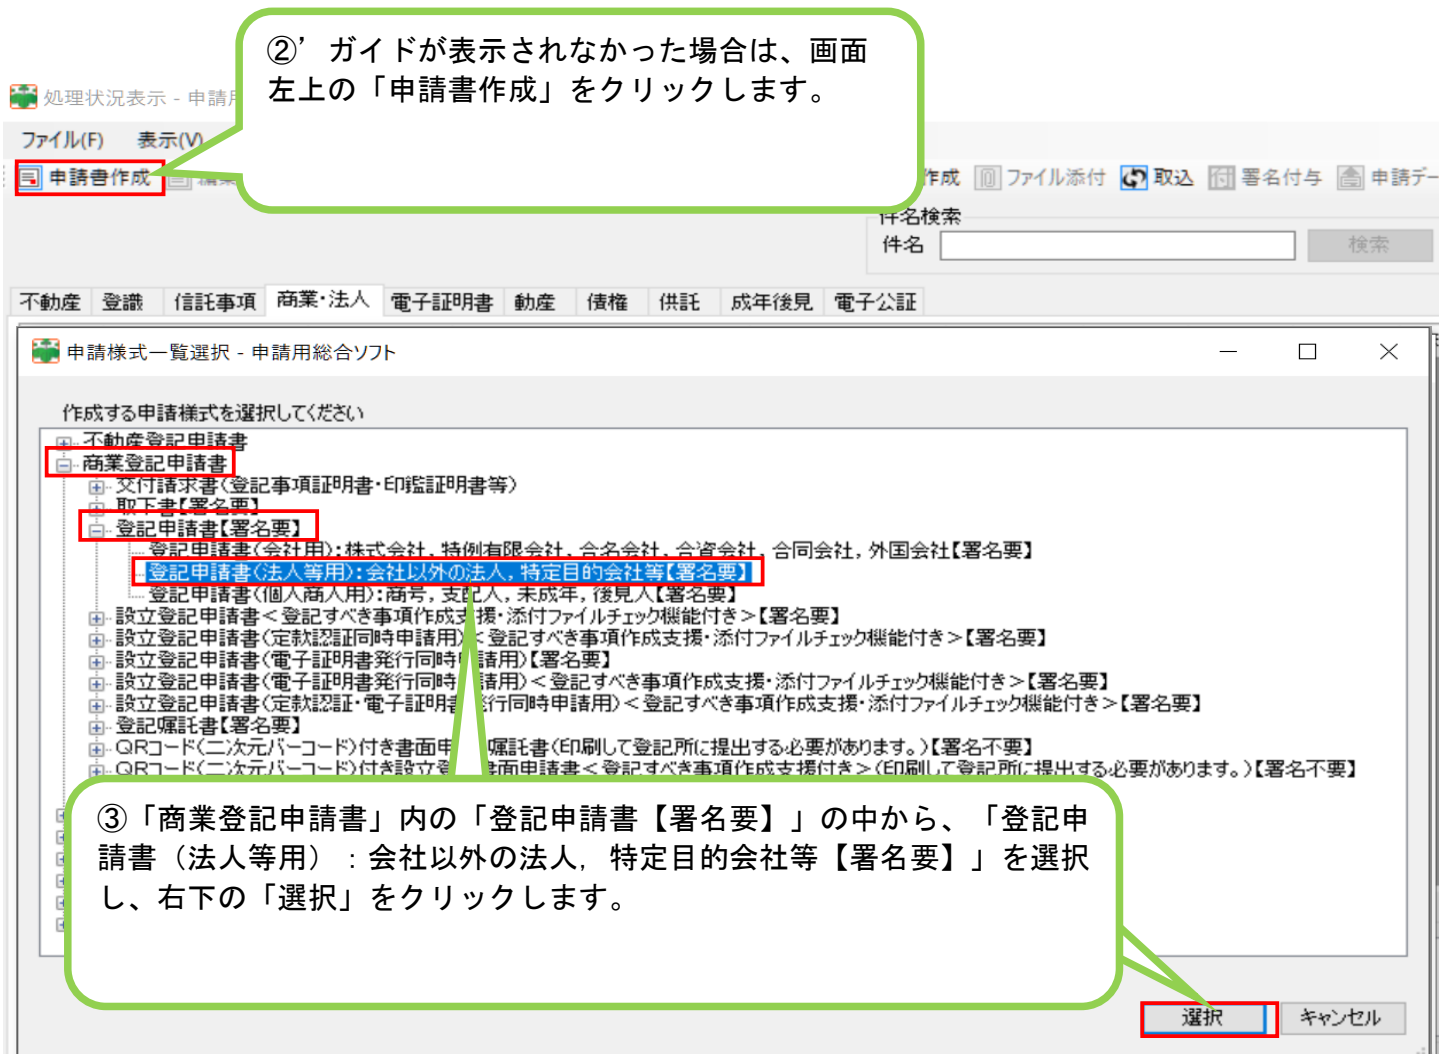 ②’ガイドが表示されなかった場合は、画面
左上の「申請書作成」をクリックします。
処理状況表示 - 申請用
ファイル(F) 表示(V)
申請書作成
作成 ファイル添付 取込 署名付与 申請デー
件名検索
件名 検索
不動産 登識 信託事項 商業・法人 電子証明書 動産 債権 供託 成年後見 電子公証
申請様式一覧選択 - 申請用総合ソフト
作成する申請様式を選択してください
不動産登記申請書
商業登記申請書
交付請求書(登記事項証明書・印鑑証明書等)
取下書【署名要】
登記申請書【署名要】
登記申請書(会社用):株式会社, 特例有限会社, 合名会社, 合資会社, 合同会社, 外国会社【署名要】
登記申請書(法人等用):会社以外の法人, 特定目的会社等【署名要】
登記申請書(個人商人用):商号, 支配人, 未成年, 後見人【署名要】
設立登記申請書<登記すべき事項作成支援・添付ファイルチェック機能付き>【署名要】
設立登記申請書(定款認証同時申請用)<登記すべき事項作成支援・添付ファイルチェック機能付き>【署名要】
設立登記申請書(電子証明書発行同時申請用)【署名要】
設立登記申請書(電子証明書発行同時申請用)<登記すべき事項作成支援・添付ファイルチェック機能付き>【署名要】
設立登記申請書(定款認証・電子証明書発行同時申請用)<登記すべき事項作成支援・添付ファイルチェック機能付き>【署名要】
登記嘱託書【署名要】
QRコード(二次元バーコード)付き書面申 嘱託書(印刷して登記所に提出する必要があります。)【署名不要】
QRコード(二次元バーコード)付き設立登 書面申請書<登記すべき事項作成支援付き>(印刷して登記所に提出する必要があります。)【署名不要】
③「商業登記申請書」内の「登記申請書【署名要】」の中から、「登記申
請書（法人等用）：会社以外の法人，特定目的会社等【署名要】」を選択
し、右下の「選択」をクリックします。
選択 キャンセル